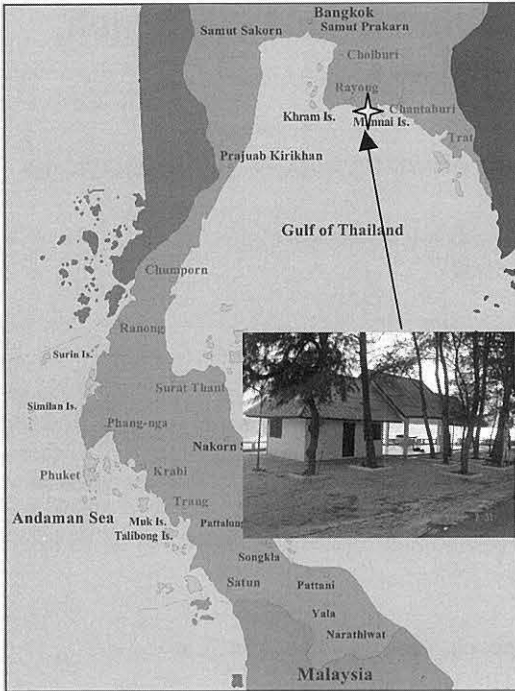 Bangkok
Samut Sakorn
Samut Prakarn
Cholburi
Rayong
Chantaburi
Khram Is.
Mannai Is.
Trat
Prajuab Kirikhan
Gulf of Thailand
Chumporn
Ranong
Surin Is.
Surat Thani
Similan Is.
Phang-nga
Nakorn
Phuket
Krabi
Trang
Andaman Sea
Muk Is.
Pattalung
Talibong Is.
Songkla
Satun
Pattani
Yala
Narathiwat
Malaysia